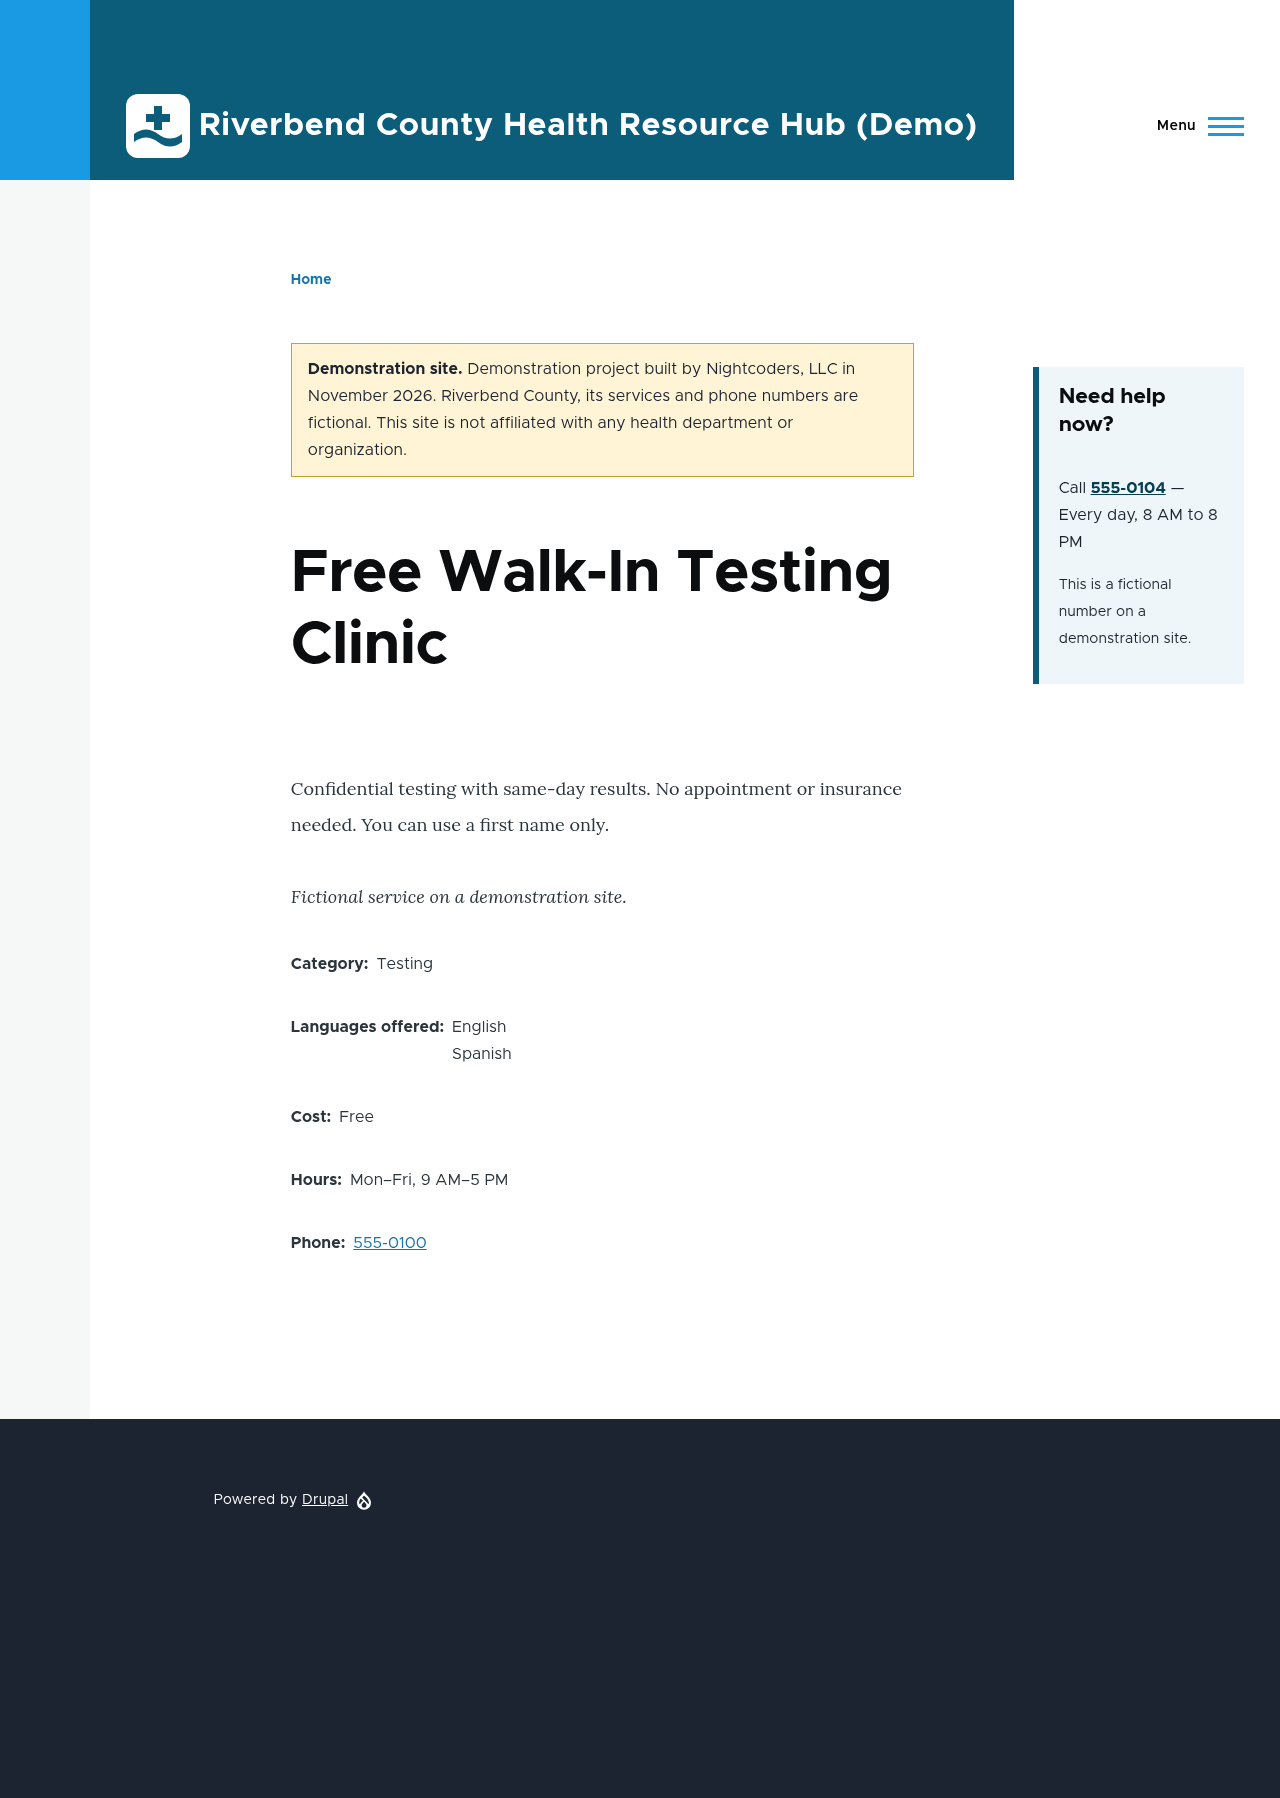 Riverbend County Health Resource Hub (Demo)
Menu
Home
Demonstration site. Demonstration project built by Nightcoders, LLC in
November 2026. Riverbend County, its services and phone numbers are
fictional. This site is not affiliated with any health department or
organization.
Free Walk-In Testing
Clinic
Confidential testing with same-day results. No appointment or insurance
needed. You can use a first name only.
Fictional service on a demonstration site.
Category: Testing
Languages offered: English
Spanish
Cost: Free
Hours: Mon–Fri, 9 AM–5 PM
Phone: 555-0100
Need help
now?
Call 555-0104 —
Every day, 8 AM to 8
PM
This is a fictional
number on a
demonstration site.
Powered by Drupal